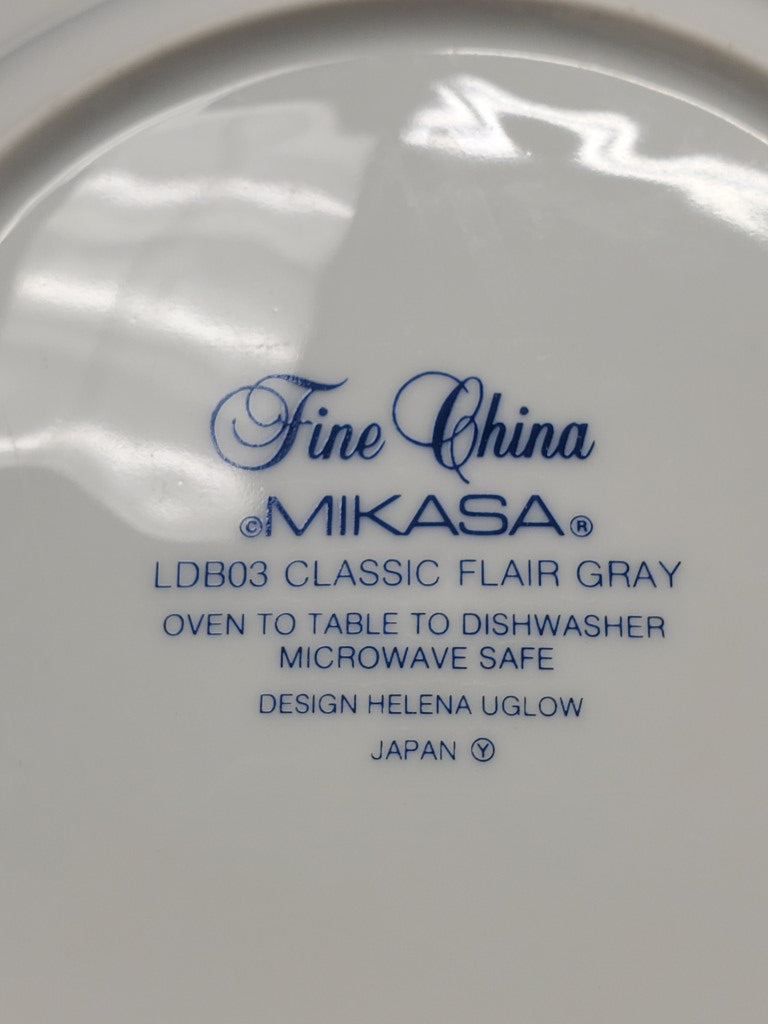 Fine China
©MIKASA®
LDB03 CLASSIC FLAIR GRAY
OVEN TO TABLE TO DISHWASHER
MICROWAVE SAFE
DESIGN HELENA UGLOW
JAPAN Ⓨ